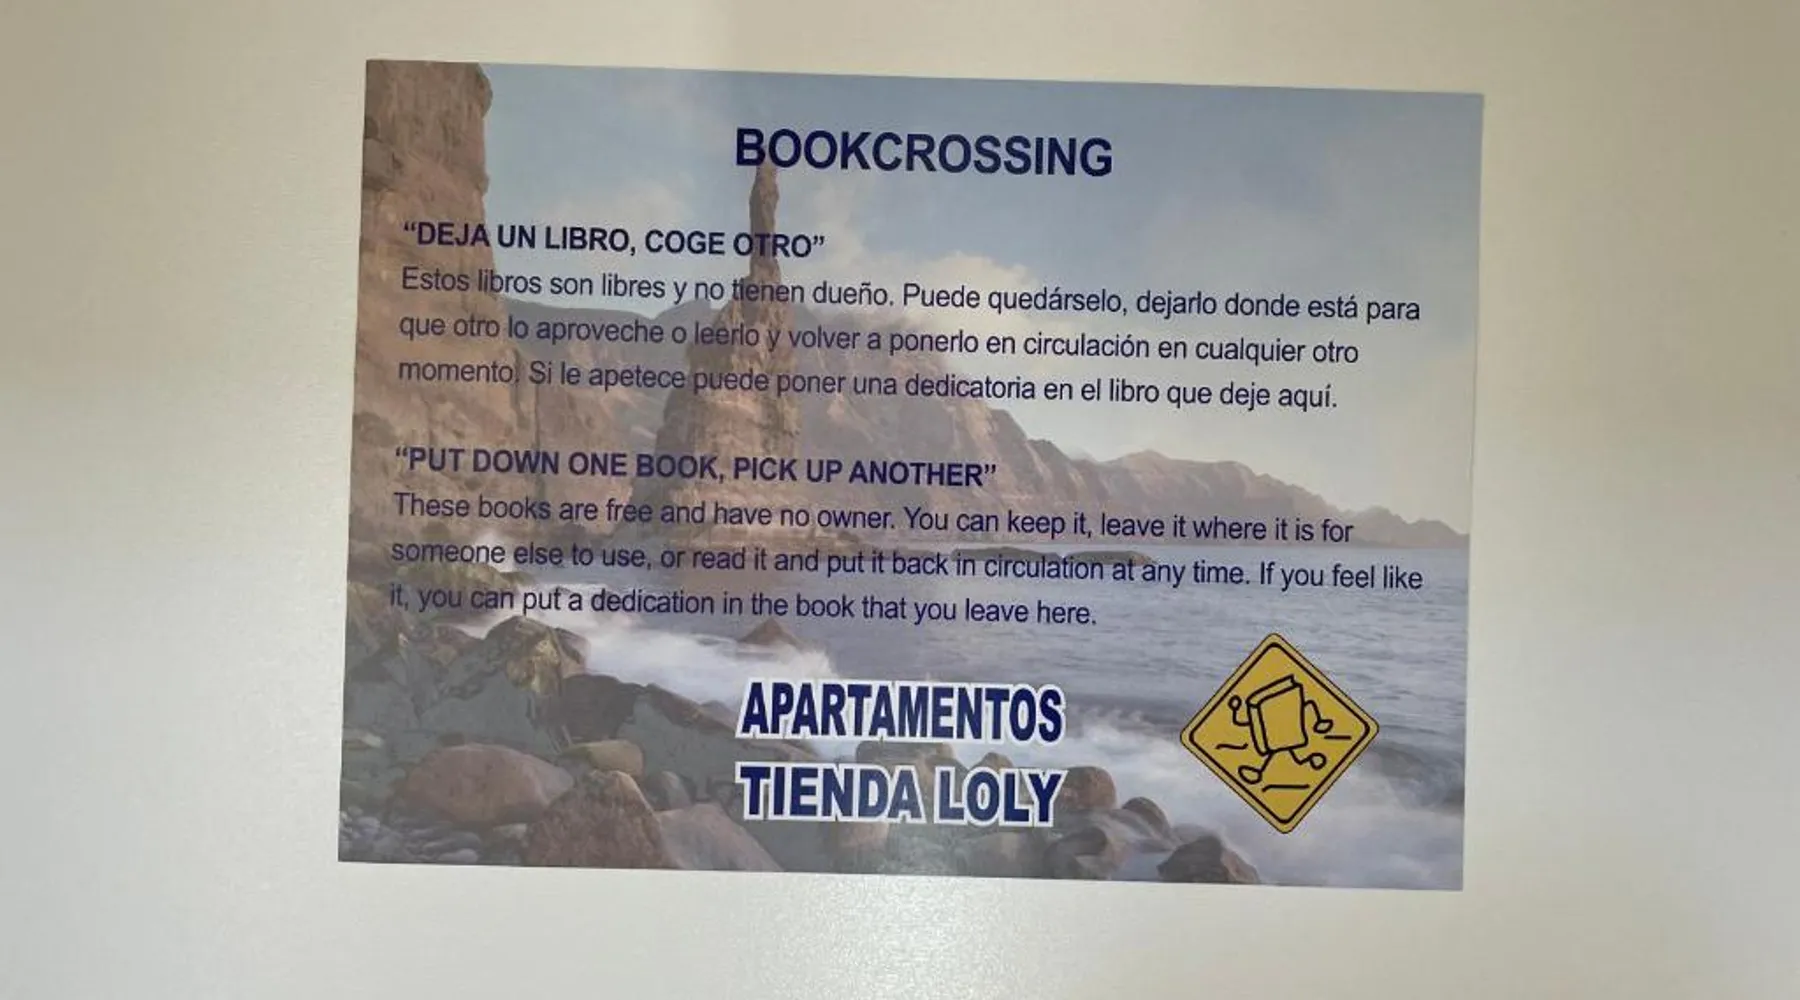 BOOKCROSSING
“DEJA UN LIBRO, COGE OTRO”
Estos libros son libres y no tienen dueño. Puede quedárselo, dejarlo donde está para
que otro lo aproveche o leerlo y volver a ponerlo en circulación en cualquier otro
momento. Si le apetece puede poner una dedicatoria en el libro que deje aquí.
“PUT DOWN ONE BOOK, PICK UP ANOTHER”
These books are free and have no owner. You can keep it, leave it where it is for
someone else to use, or read it and put it back in circulation at any time. If you feel like
it, you can put a dedication in the book that you leave here.
APARTAMENTOS
TIENDA LOLY